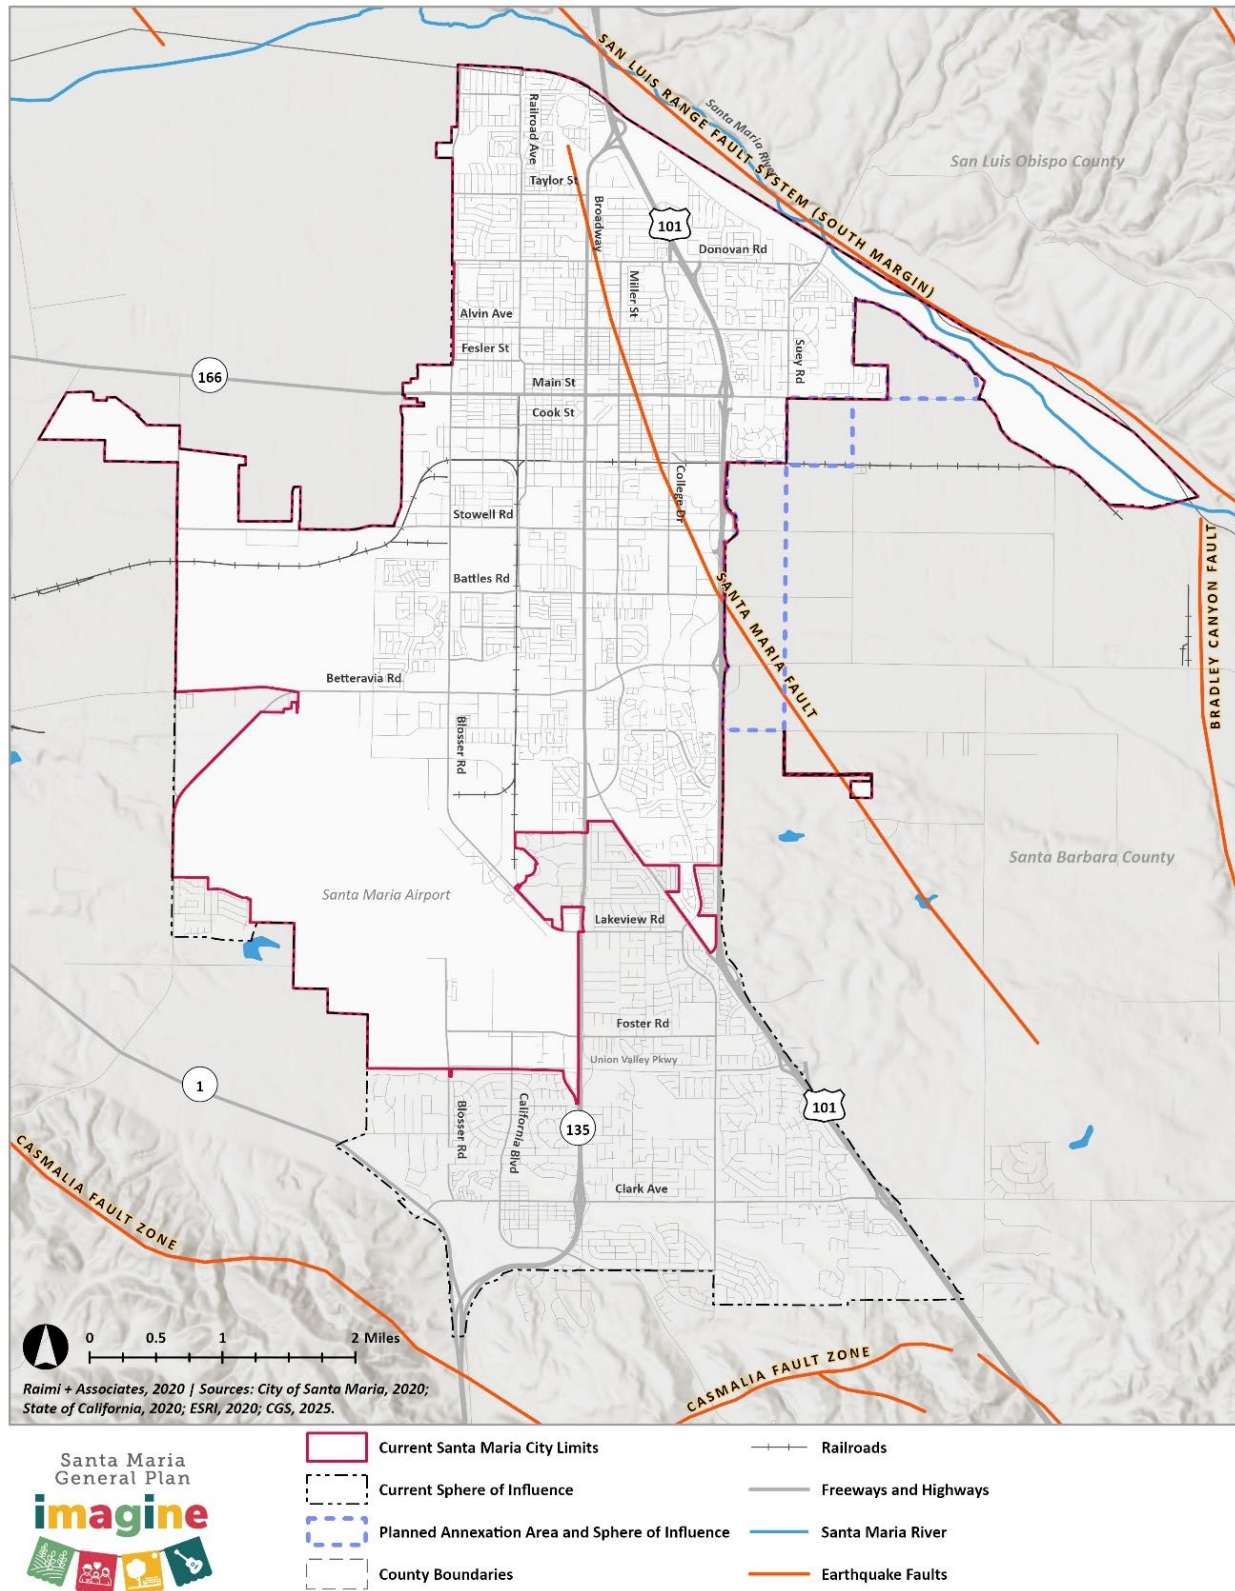 SAN LUIS RANGE FAULT SYSTEM (SOUTH MARGIN)
Santa Maria River
San Luis Obispo County
Railroad Ave
Taylor St
Broadway
101
Donovan Rd
Miller St
Alvin Ave
Fesler St
Suey Rd
166
Main St
Cook St
College Dr
Stowell Rd
Battles Rd
SANTA MARIA FAULT
BRADLEY CANYON FAULT
Betteravia Rd
Blosser Rd
Santa Barbara County
Santa Maria Airport
Lakeview Rd
Foster Rd
Union Valley Pkwy
1
101
135
Blosser Rd
California Blvd
Clark Ave
CASMALIA FAULT ZONE
CASMALIA FAULT ZONE
0 0.5 1 2 Miles
Raimi + Associates, 2020 | Sources: City of Santa Maria, 2020;
State of California, 2020; ESRI, 2020; CGS, 2025.
Santa Maria
General Plan
imagine
Current Santa Maria City Limits
Current Sphere of Influence
Planned Annexation Area and Sphere of Influence
County Boundaries
Railroads
Freeways and Highways
Santa Maria River
Earthquake Faults